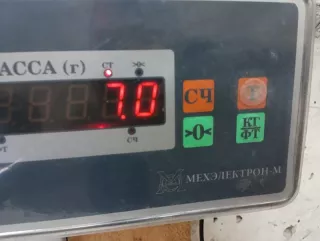 АССА (г)
СТ >Ж<
7.0
СЧ
Т
>0<
КГ
ФТ
СЧ
МЕХЭЛЕКТРОН-М